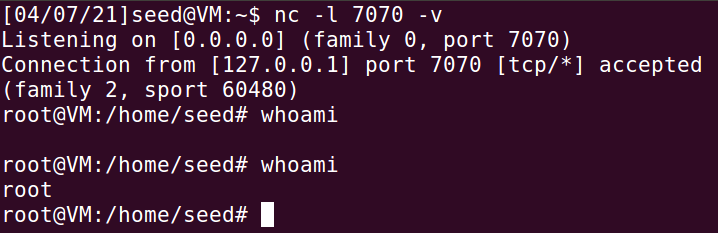 [04/07/21]seed@VM:~$ nc -l 7070 -v
Listening on [0.0.0.0] (family 0, port 7070)
Connection from [127.0.0.1] port 7070 [tcp/*] accepted
(family 2, sport 60480)
root@VM:/home/seed# whoami
root@VM:/home/seed# whoami
root
root@VM:/home/seed#